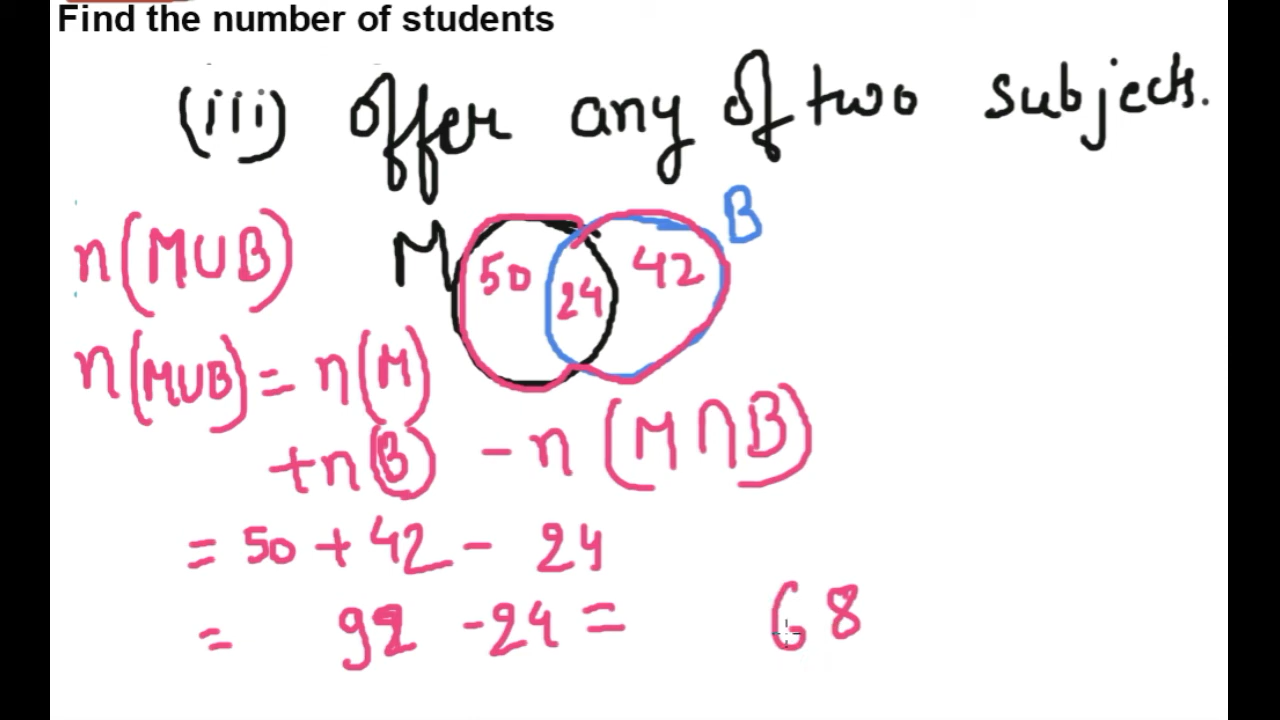 Find the number of students
(iii) offer any of two subjects.
n(M∪B) M 50 24 42 B
n(M∪B) = n(M)
+n(B) - n (M∩B)
= 50 + 42 - 24
= 92 - 24 = 68